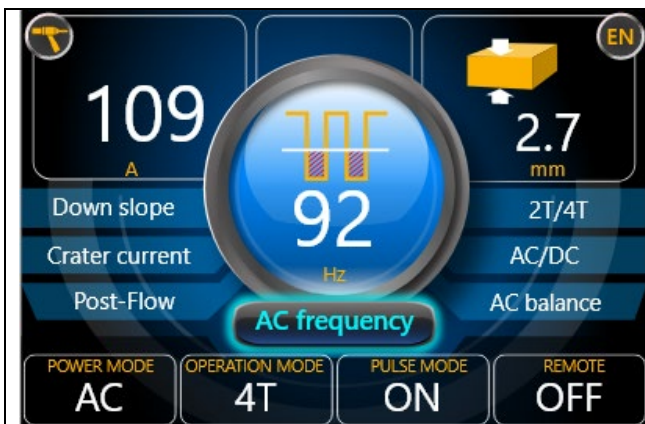 EN
109
A
92
Hz
2.7
mm
Down slope
Crater current
Post-Flow
2T/4T
AC/DC
AC balance
AC frequency
POWER MODE
AC
OPERATION MODE
4T
PULSE MODE
ON
REMOTE
OFF